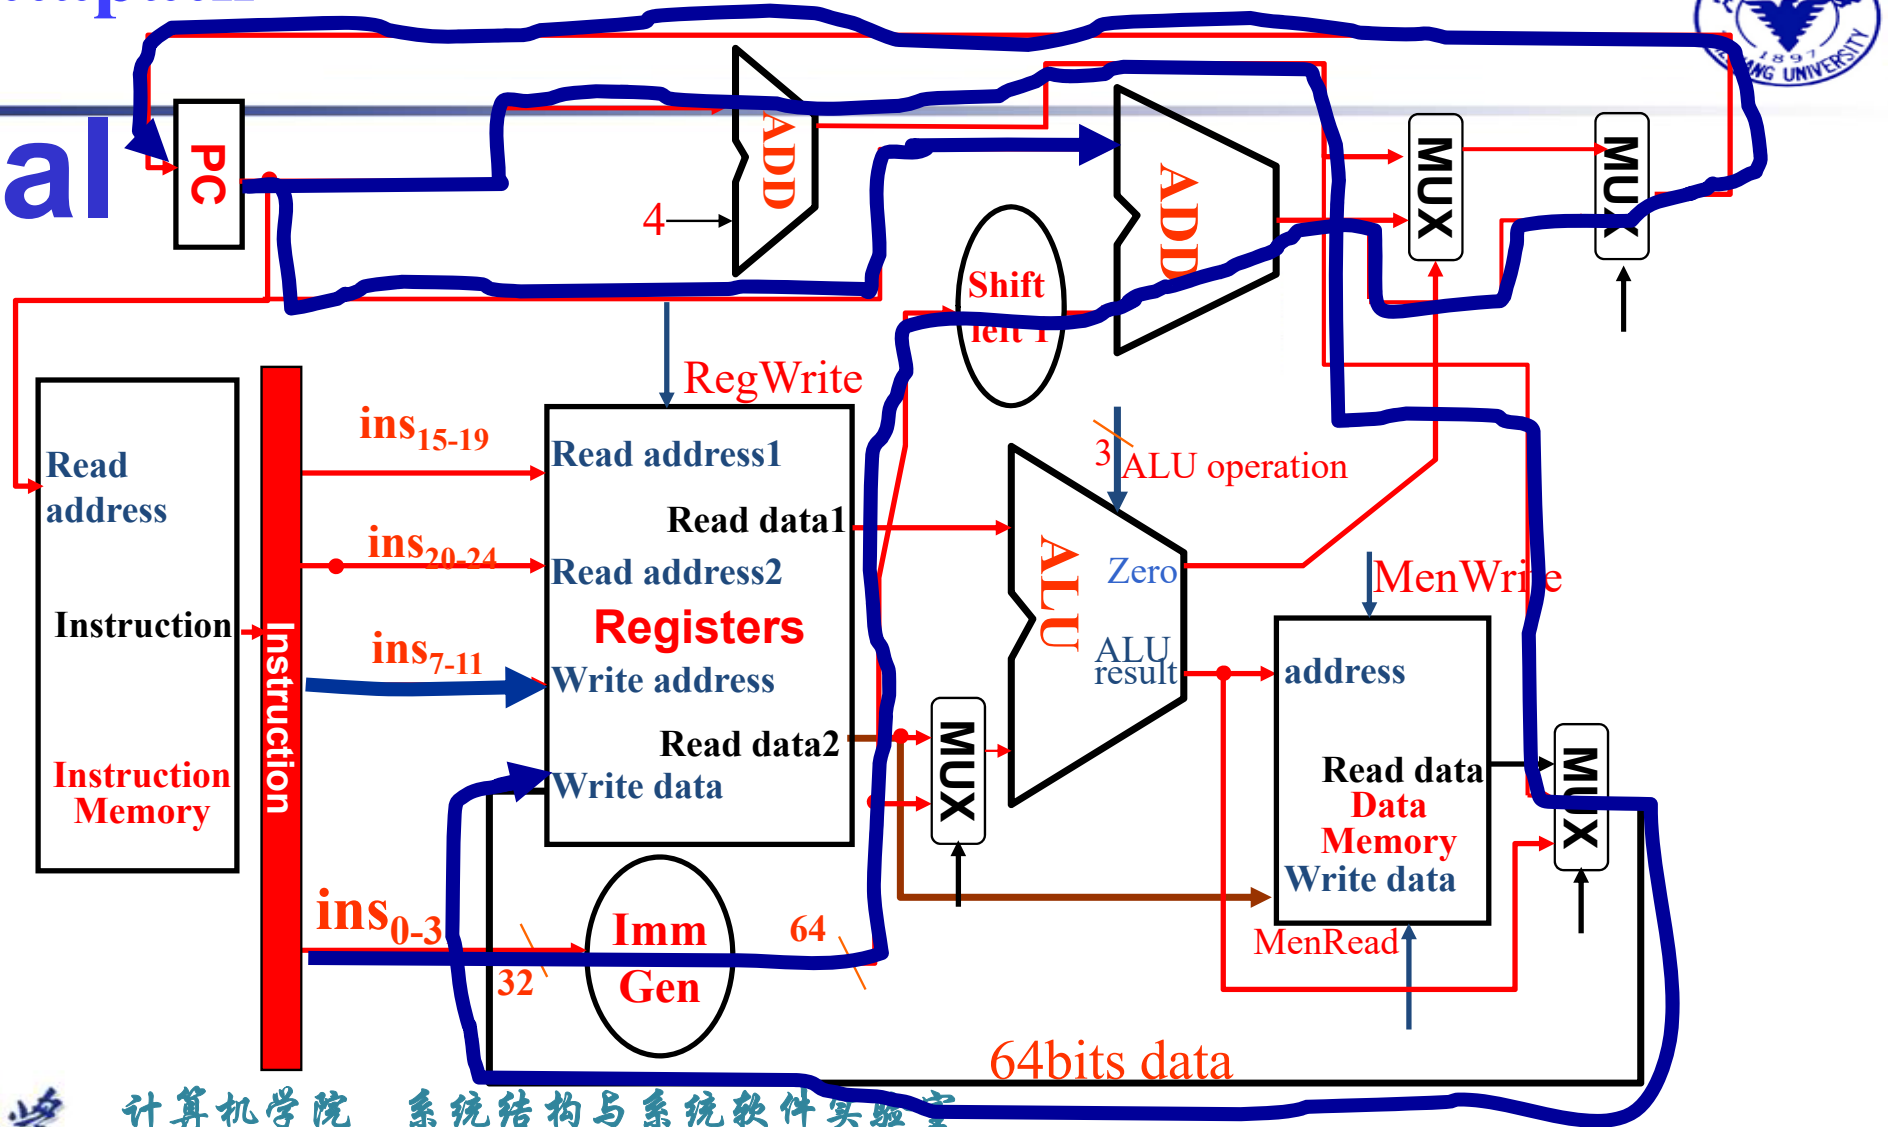 al
PC
ADD
4
ADD
MUX
MUX
1897
ANG UNIVERSITY
Shift
left 1
RegWrite
ins15-19
Read address1
Read
address
3
ALU operation
Read data1
ins20-24
Read address2
ALU
Zero
MenWrite
Instruction
Instruction
Registers
ins7-11
Write address
ALU
result
address
Read data2
MUX
Write data
Read data
MUX
Instruction
Memory
Data
Memory
Write data
ins0-3
32
Imm
Gen
64
MenRead
64bits data
计算机学院 系统结构与系统软件实验室